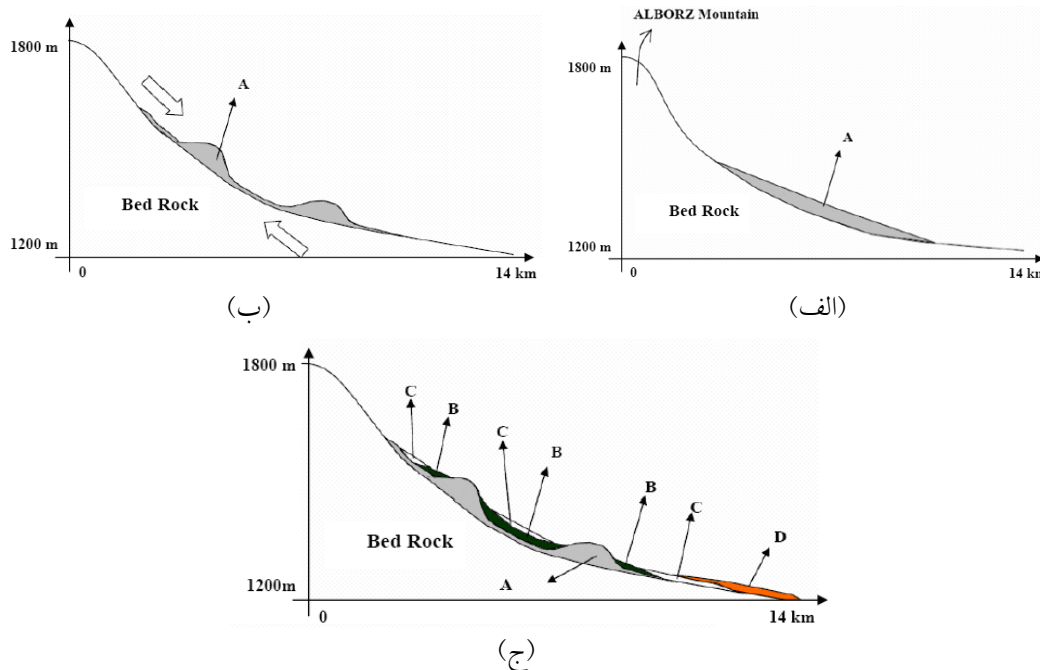 ALBORZ Mountain
1800 m
A
Bed Rock
1200 m
0
14 km
(الف)
1800 m
A
Bed Rock
1200 m
0
14 km
(ب)
1800 m
C
B
C
B
B
C
D
Bed Rock
A
1200m
0
14 km
(ج)